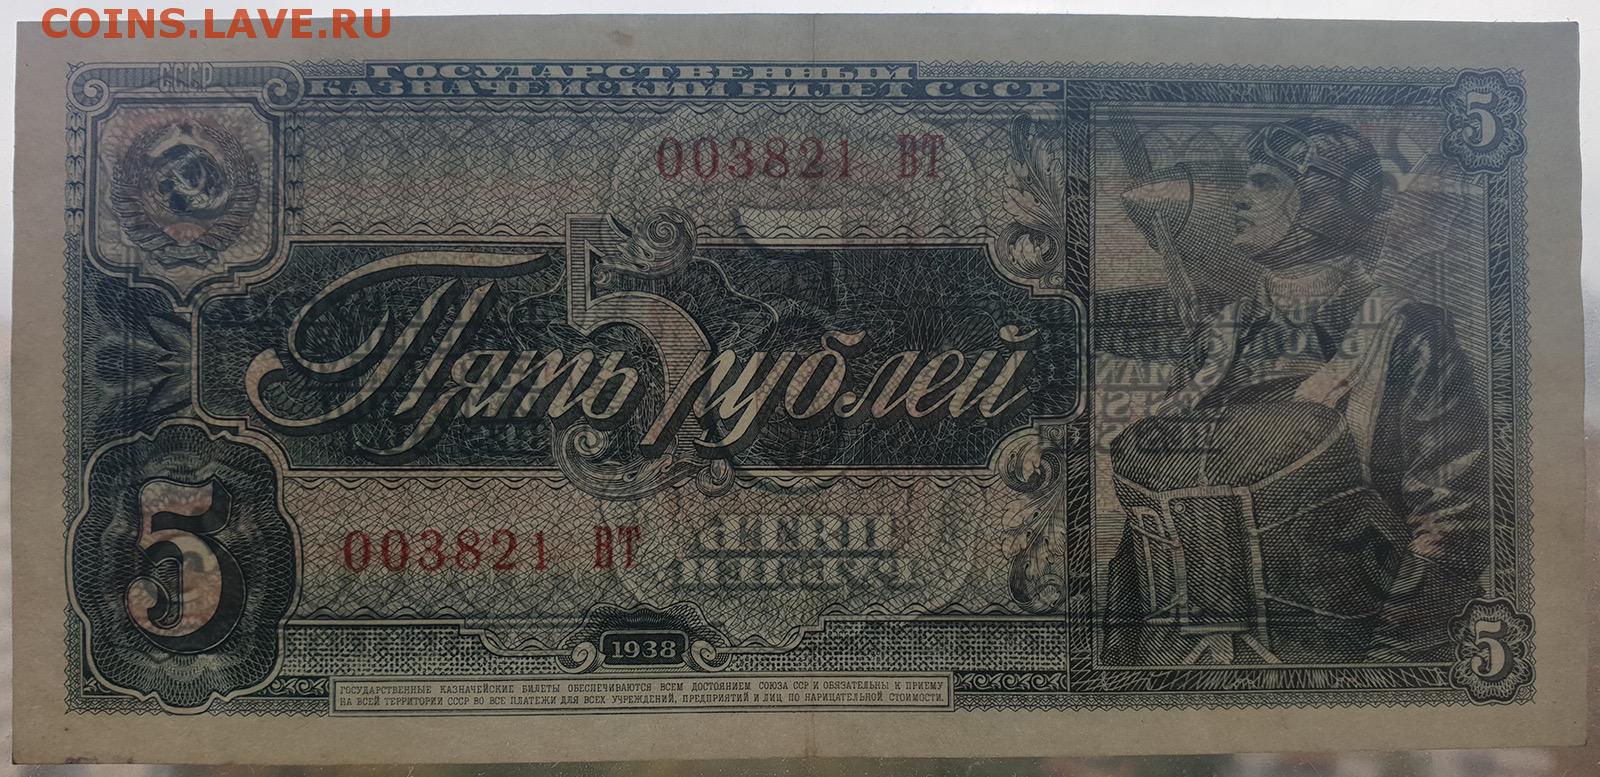 COINS.LAVE.RU
СССР
ГОСУДАРСТВЕННЫЙ
КАЗНАЧЕЙСКИЙ БИЛЕТ СССР
5
003821 ВТ
5
Пять рублей
003821 ВТ
5
1938
5
ГОСУДАРСТВЕННЫЕ КАЗНАЧЕЙСКИЕ БИЛЕТЫ ОБЕСПЕЧИВАЮТСЯ ВСЕМ ДОСТОЯНИЕМ СОЮЗА ССР И ОБЯЗАТЕЛЬНЫ К ПРИЕМУ
НА ВСЕЙ ТЕРРИТОРИИ СССР ВО ВСЕ ПЛАТЕЖИ ДЛЯ ВСЕХ УЧРЕЖДЕНИЙ, ПРЕДПРИЯТИЙ И ЛИЦ ПО НАРИЦАТЕЛЬНОЙ СТОИМОСТИ.